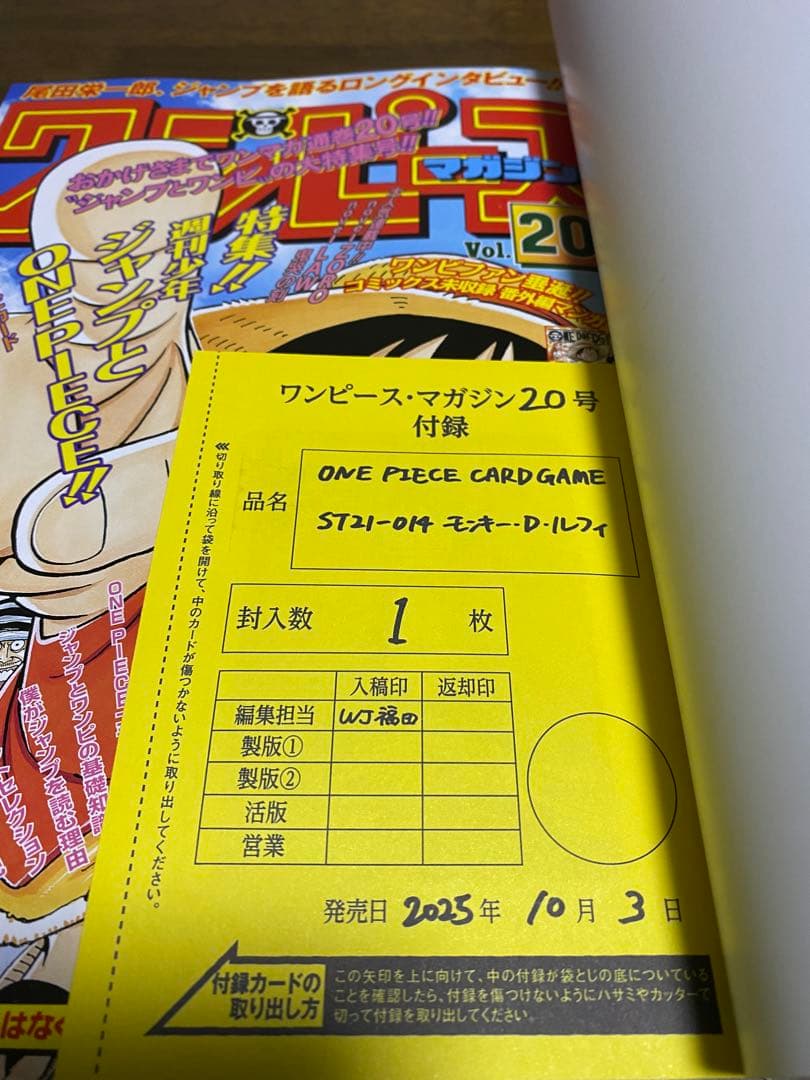 尾田栄一郎、ジャンプを語るロングインタビュー!!
ワンピース
マガジン
Vol.20
おかげさまでワンマガ通巻20号!!
"ジャンプとワンピ"の大特集号!!
特集!!
週刊少年
ジャンプと
ONE PIECE!!
novel ZORO
novel LAW
ワンピファン垂涎!!
コミックス未収録 番外編マンガ
ワンピース・マガジン20号
付録
品名
ONE PIECE CARD GAME
ST21-014 モンキー・D・ルフィ
封入数 1 枚
入稿印 返却印
編集担当 WJ福田
製版①
製版②
活版
営業
発売日 2025年 10月 3日
付録カードの
取り出し方
この矢印を上に向けて、中の付録が袋とじの底についている
ことを確認したら、付録を傷つけないようにハサミやカッターで
切って付録を取り出してください。
切り取り線に沿って袋を開けて、中のカードが傷つかないように取り出してください。
ONE PIECE
ジャンプとワンピの基礎知識
僕がジャンプを読む理由
セレクション
はなく